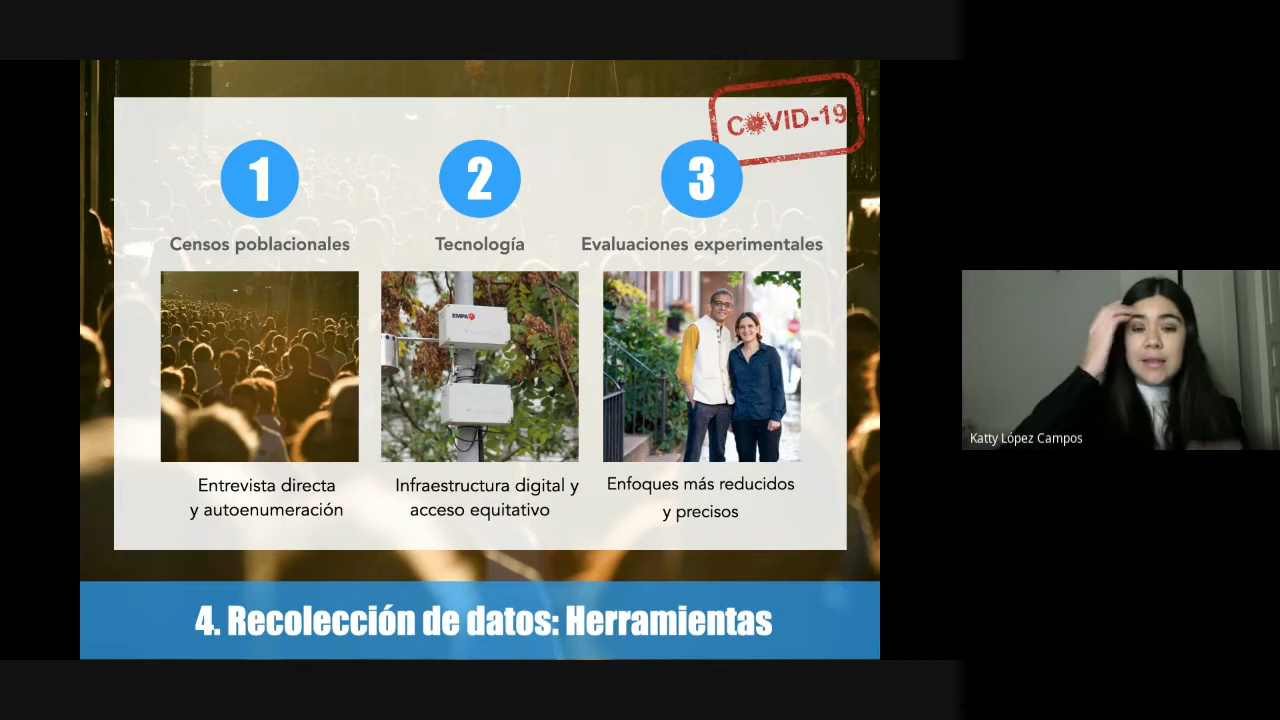 COVID-19
1
2
3
Censos poblacionales
Tecnología
Evaluaciones experimentales
EMPA
Entrevista directa
y autoenumeración
Infraestructura digital y
acceso equitativo
Enfoques más reducidos
y precisos
4. Recolección de datos: Herramientas
Katty López Campos